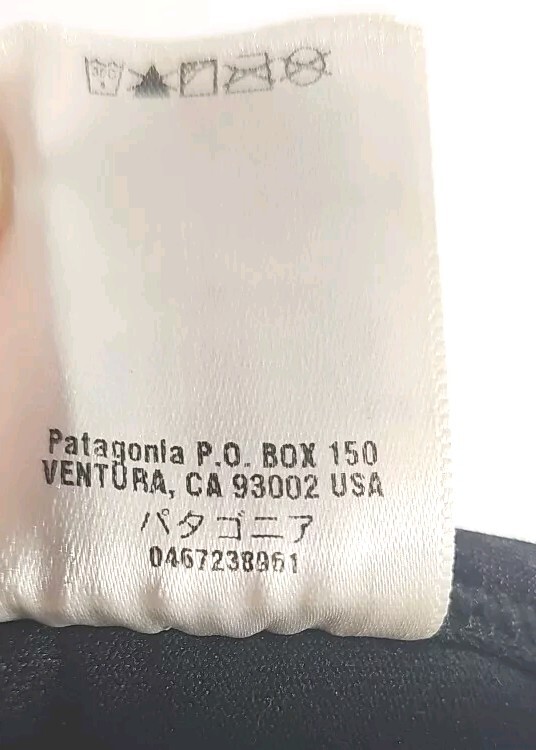 Patagonia P.O. BOX 150
VENTURA, CA 93002 USA
パタゴニア
0467238961